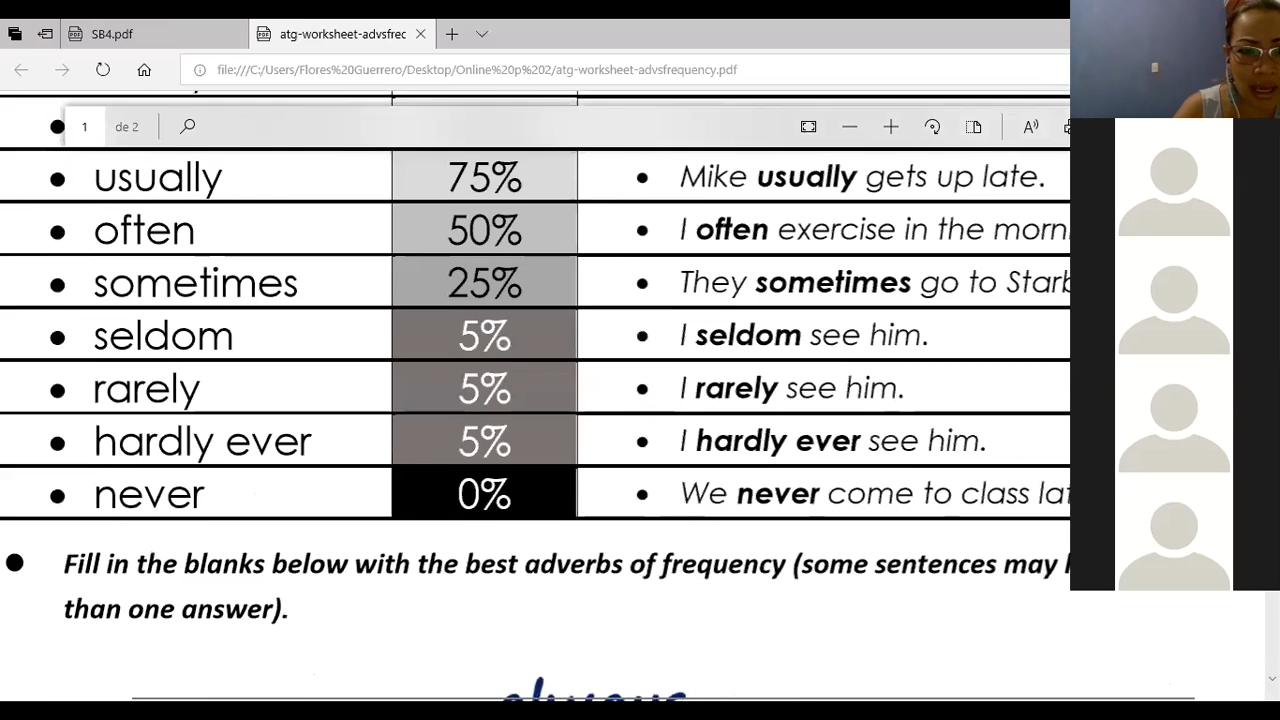 SB4.pdf
atg-worksheet-advsfrec
file:///C:/Users/Flores%20Guerrero/Desktop/Online%20p%202/atg-worksheet-advsfrequency.pdf
1 de 2
usually 75% • Mike usually gets up late.
often 50% • I often exercise in the morn
sometimes 25% • They sometimes go to Starb
seldom 5% • I seldom see him.
rarely 5% • I rarely see him.
hardly ever 5% • I hardly ever see him.
never 0% • We never come to class lat
Fill in the blanks below with the best adverbs of frequency (some sentences may
than one answer).
always